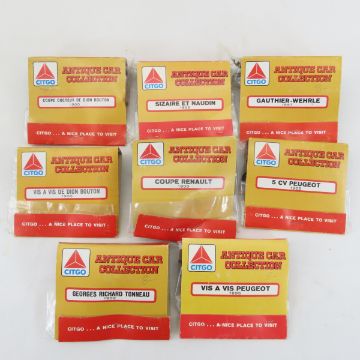 CITGO
ANTIQUE CAR
COLLECTION
COUPE DOCTEUR DE DION BOUTON
1900
CITGO . . . A NICE PLACE TO VISIT
CITGO
ANTIQUE CAR
COLLECTION
SIZAIRE ET NAUDIN
CITGO . . . A NICE PLACE TO VISIT
CITGO
ANTIQUE CAR
COLLECTION
GAUTHIER-WEHRLE
CITGO . . . A NICE PLACE TO VISIT
CITGO
ANTIQUE CAR
COLLECTION
VIS A VIS DE DION BOUTON
CITGO . . . A NICE PLACE TO VISIT
CITGO
ANTIQUE CAR
COLLECTION
COUPE RENAULT
CITGO . . . A NICE PLACE TO VISIT
CITGO
ANTIQUE CAR
COLLECTION
5 CV PEUGEOT
CITGO . . . A NICE PLACE TO VISIT
CITGO
ANTIQUE CAR
COLLECTION
GEORGES RICHARD TONNEAU
CITGO . . . A NICE PLACE TO VISIT
CITGO
ANTIQUE CAR
COLLECTION
VIS A VIS PEUGEOT
CITGO . . . A NICE PLACE TO VISIT